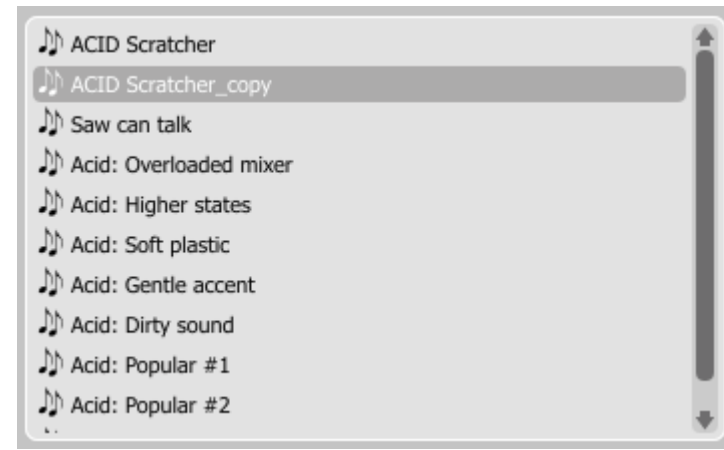 ACID Scratcher
ACID Scratcher_copy
Saw can talk
Acid: Overloaded mixer
Acid: Higher states
Acid: Soft plastic
Acid: Gentle accent
Acid: Dirty sound
Acid: Popular #1
Acid: Popular #2